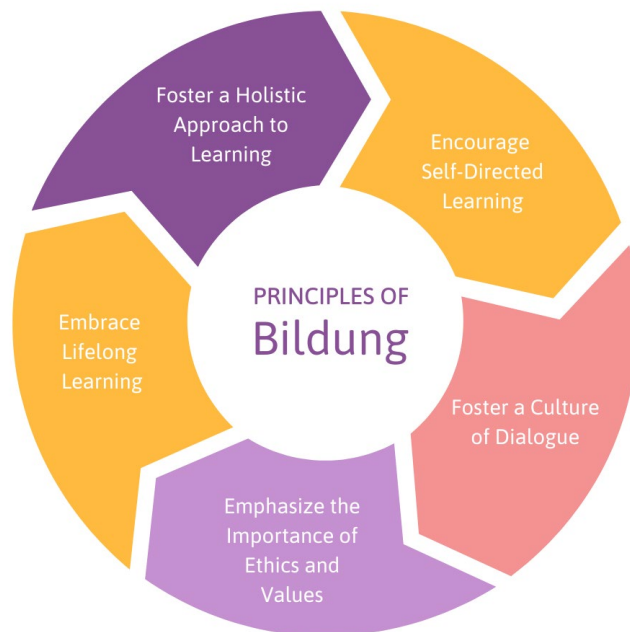 PRINCIPLES OF
Bildung
Foster a Holistic
Approach to
Learning
Encourage
Self-Directed
Learning
Foster a Culture
of Dialogue
Emphasize the
Importance of
Ethics and
Values
Embrace
Lifelong
Learning